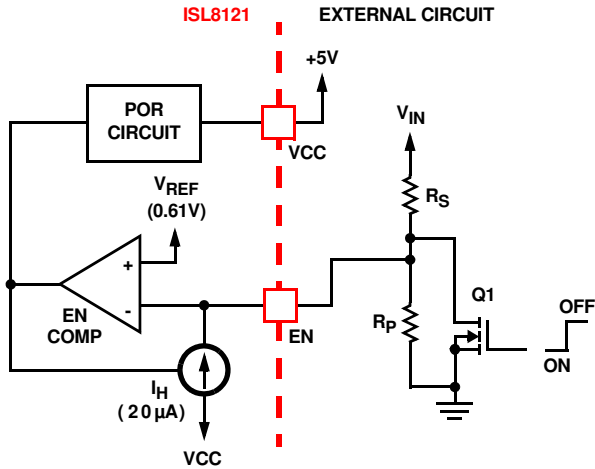 ISL8121
EXTERNAL CIRCUIT
+5V
POR
CIRCUIT
VCC
VIN
VREF
(0.61V)
RS
+
-
EN
COMP
EN
RP
Q1
OFF
ON
IH
(20µA)
VCC